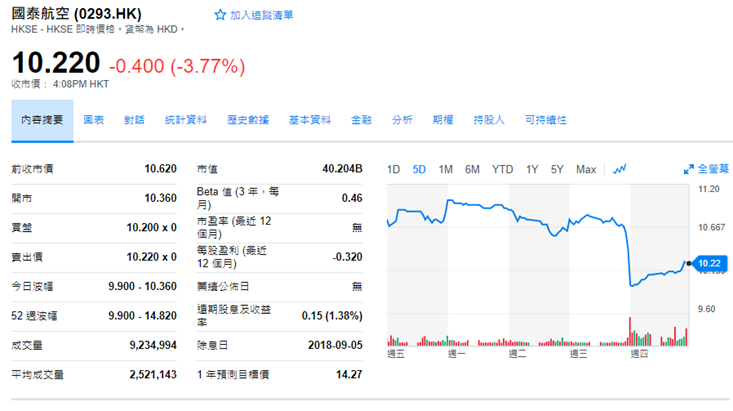 國泰航空 (0293.HK)
加入追蹤清單
HKSE - HKSE 即時價格。貨幣為 HKD。
10.220 -0.400 (-3.77%)
收市價： 4:08PM HKT
內容摘要 圖表 對話 統計資料 歷史數據 基本資料 金融 分析 期權 持股人 可持續性
前收市價 10.620
開市 10.360
買盤 10.200 x 0
賣出價 10.220 x 0
今日波幅 9.900 - 10.360
52 週波幅 9.900 - 14.820
成交量 9,234,994
平均成交量 2,521,143
市值 40.204B
Beta 值 (3 年，每
月) 0.46
市盈率 (最近 12
個月) 無
每股盈利 (最近
12 個月) -0.320
業績公佈日 無
遠期股息及收益
率 0.15 (1.38%)
除息日 2018-09-05
1 年預測目標價 14.27
1D 5D 1M 6M YTD 1Y 5Y Max
全螢幕
11.20
10.667
10.22
9.60
週五 週一 週二 週三 週四